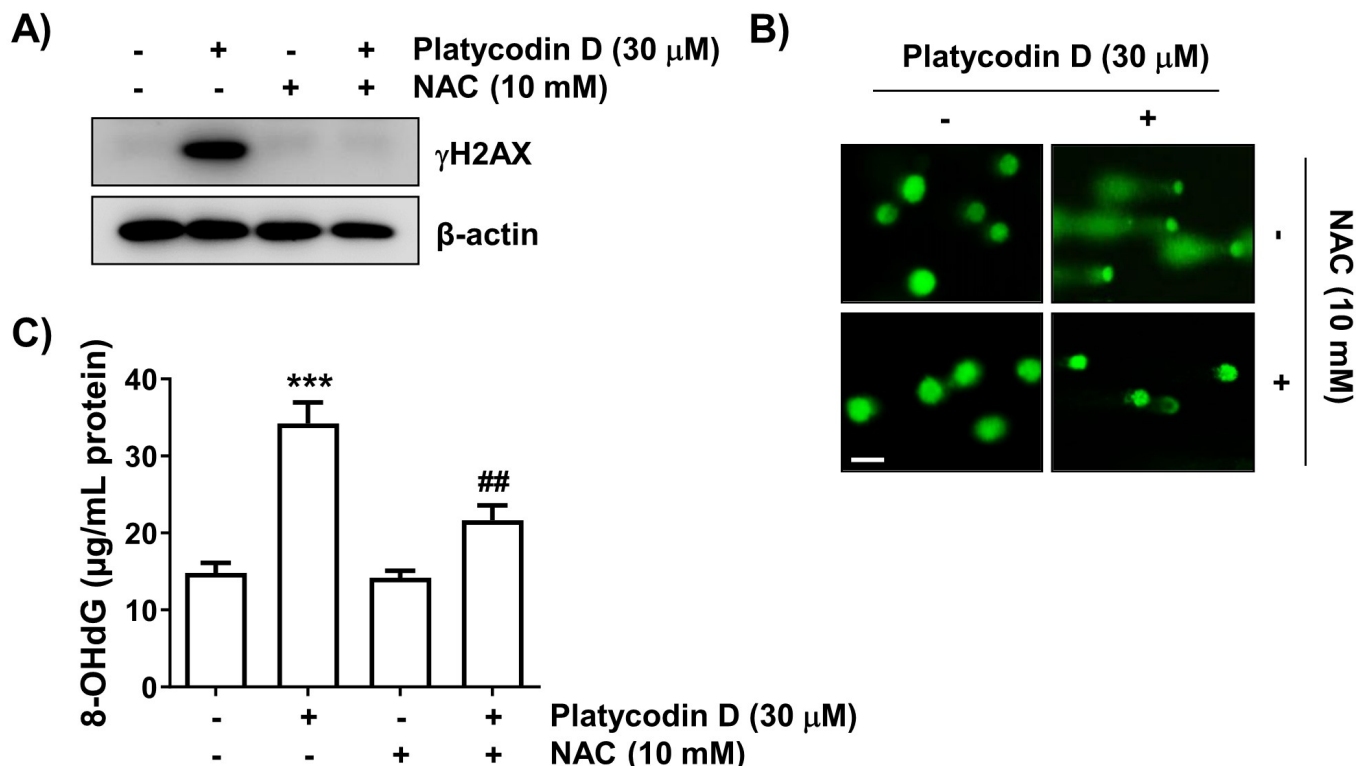 A)
- + - + Platycodin D (30 μM)
- - + + NAC (10 mM)
γH2AX
β-actin
B)
Platycodin D (30 μM)
- +
-
+
NAC (10 mM)
C)
8-OHdG (μg/mL protein)
40
30
20
10
0
***
##
- + - + Platycodin D (30 μM)
- - + + NAC (10 mM)